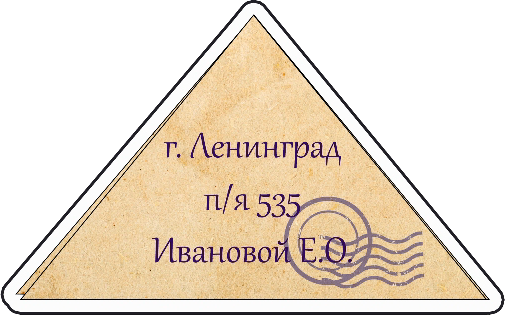 г. Ленинград
п/я 535
Ивановой Е.О.